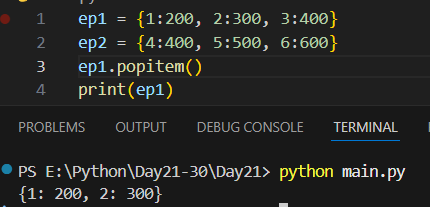 1 ep1 = {1:200, 2:300, 3:400}
2 ep2 = {4:400, 5:500, 6:600}
3 ep1.popitem()
4 print(ep1)
PROBLEMS OUTPUT DEBUG CONSOLE TERMINAL
PS E:\Python\Day21-30\Day21> python main.py
{1: 200, 2: 300}